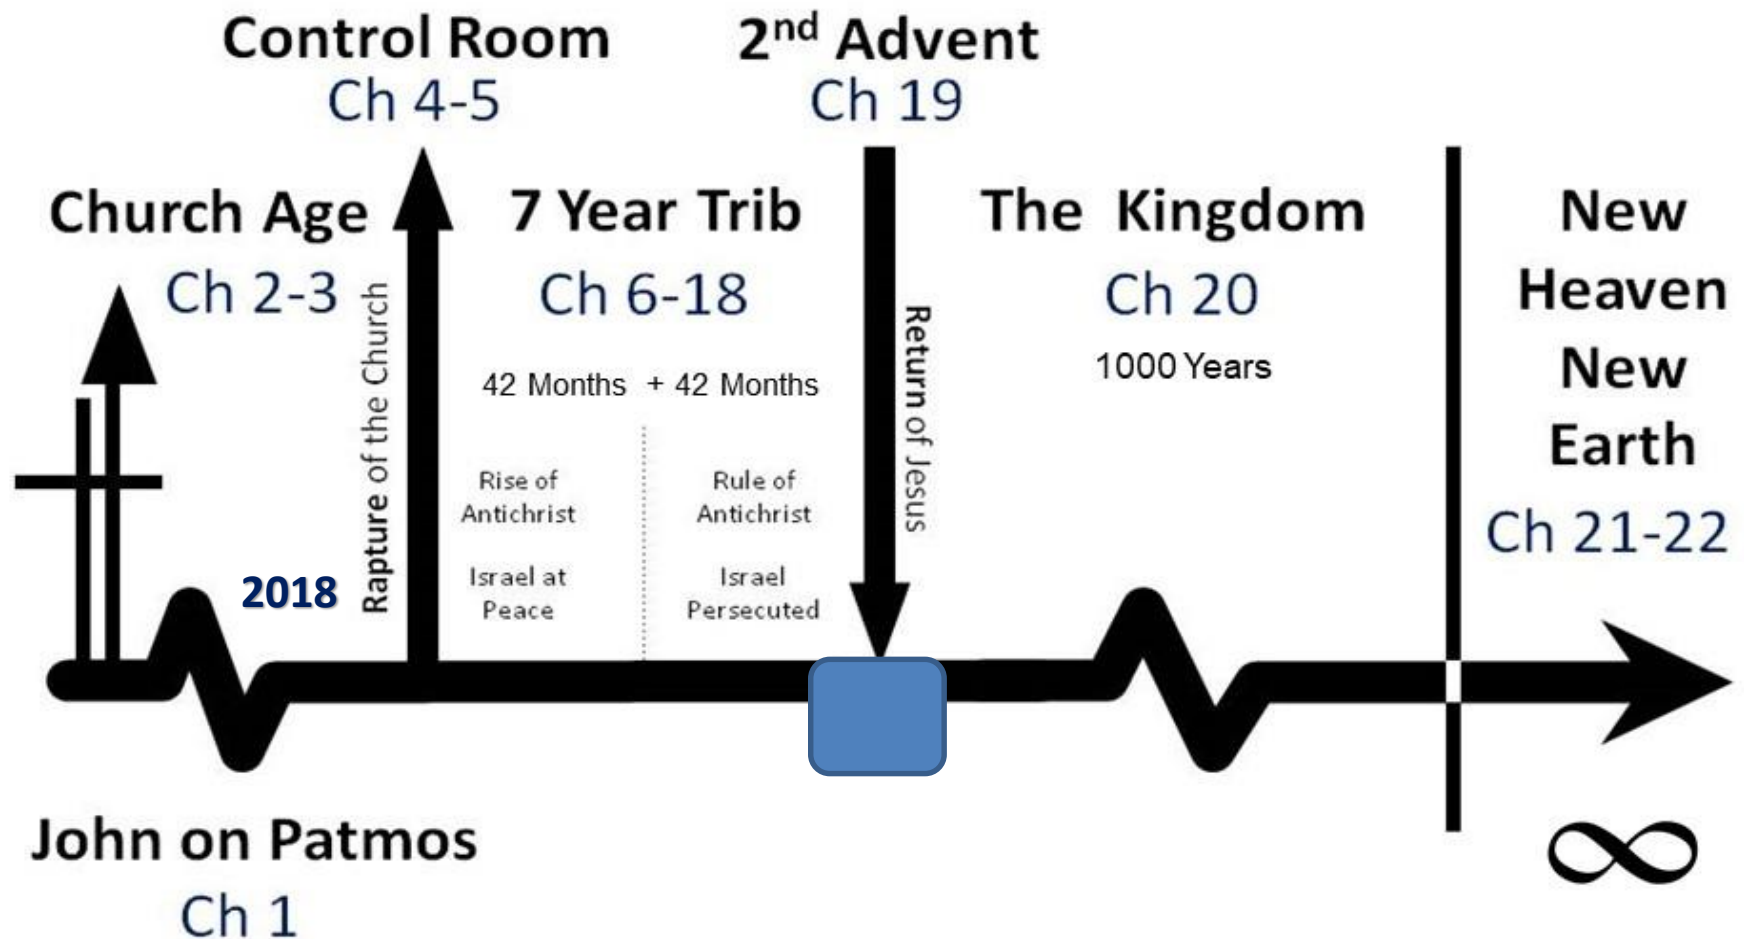 Control Room
Ch 4-5
2nd Advent
Ch 19
Church Age
Ch 2-3
Rapture of the Church
7 Year Trib
Ch 6-18
42 Months + 42 Months
Rise of
Antichrist
Israel at
Peace
Rule of
Antichrist
Israel
Persecuted
Return of Jesus
The Kingdom
Ch 20
1000 Years
New
Heaven
New
Earth
Ch 21-22
2018
John on Patmos
Ch 1
∞